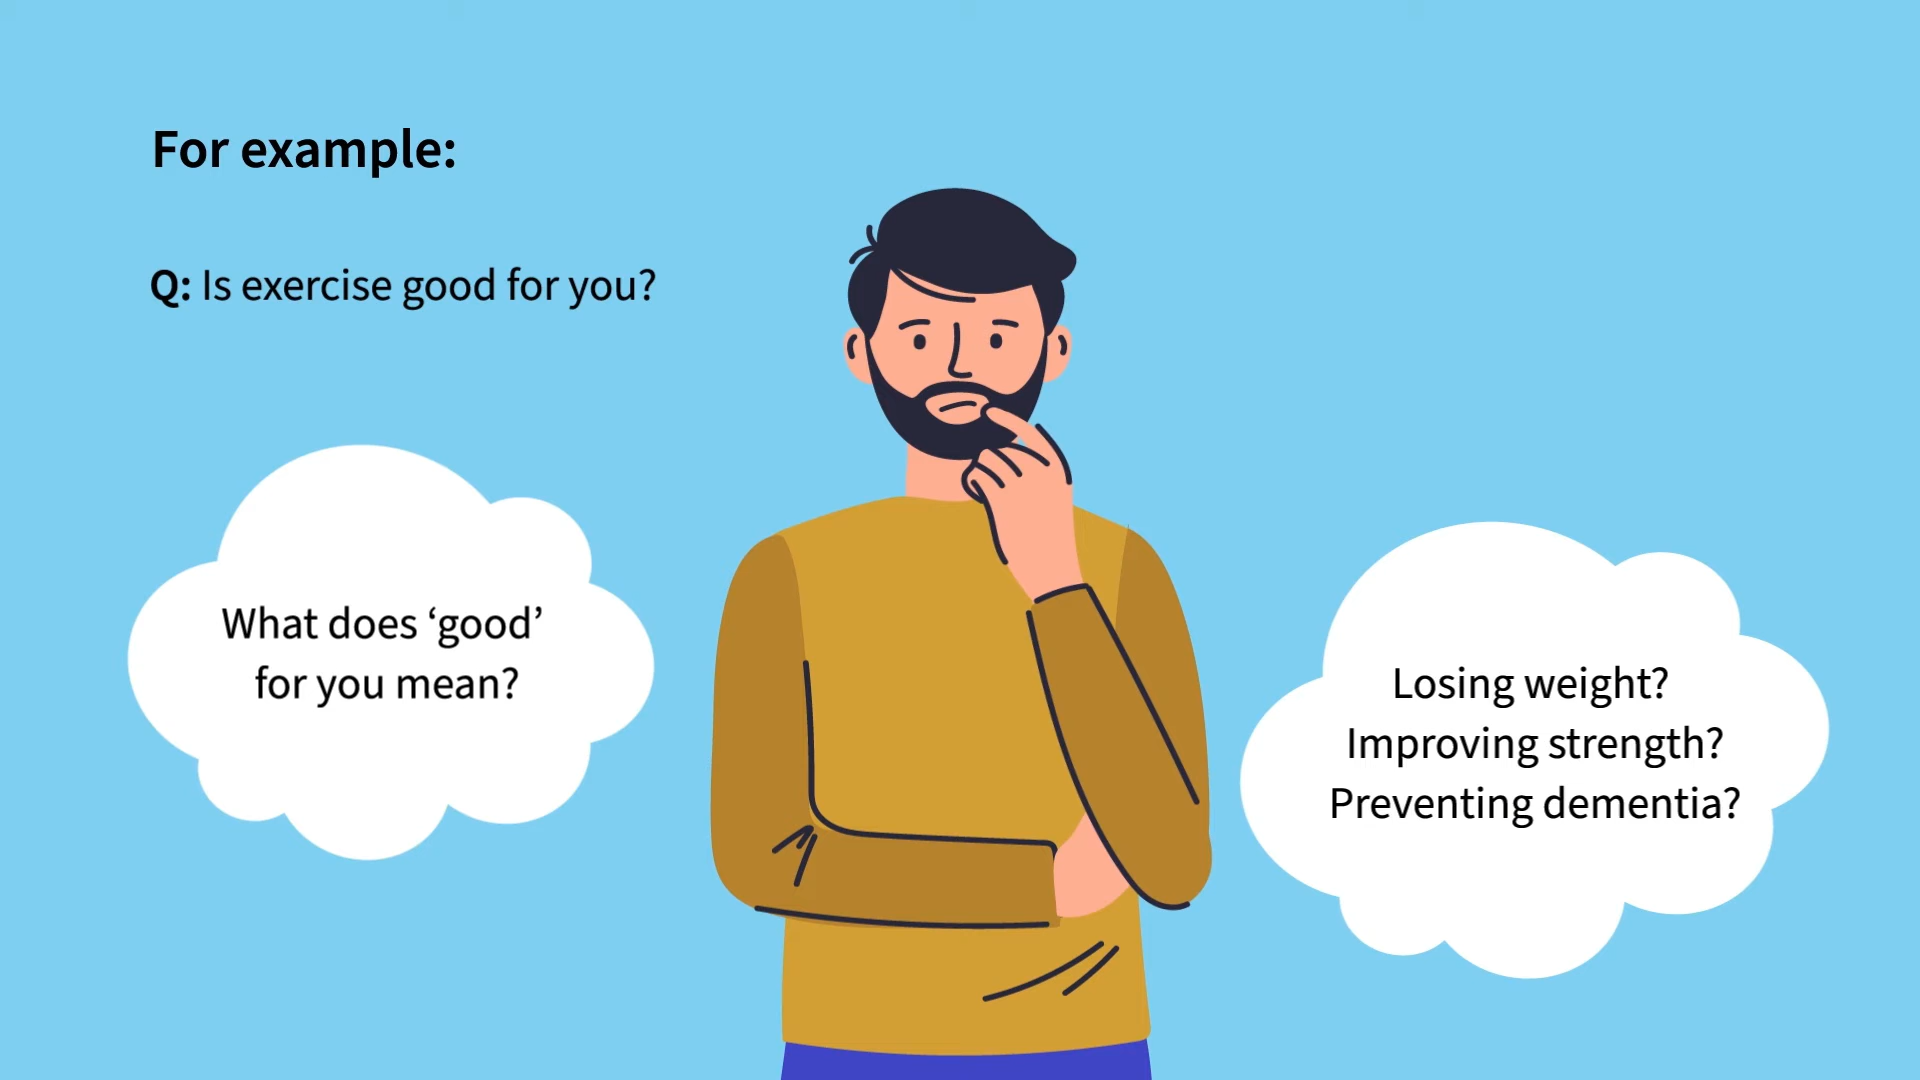 For example:
Q: Is exercise good for you?
What does ‘good’
for you mean?
Losing weight?
Improving strength?
Preventing dementia?